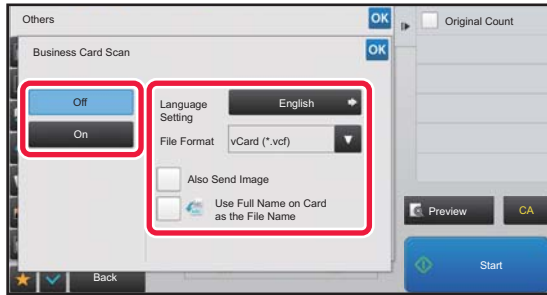 Others
OK
Original Count
Business Card Scan
OK
Off
On
Language
Setting
English
File Format
vCard (*.vcf)
Also Send Image
Use Full Name on Card
as the File Name
Preview
CA
Back
Start